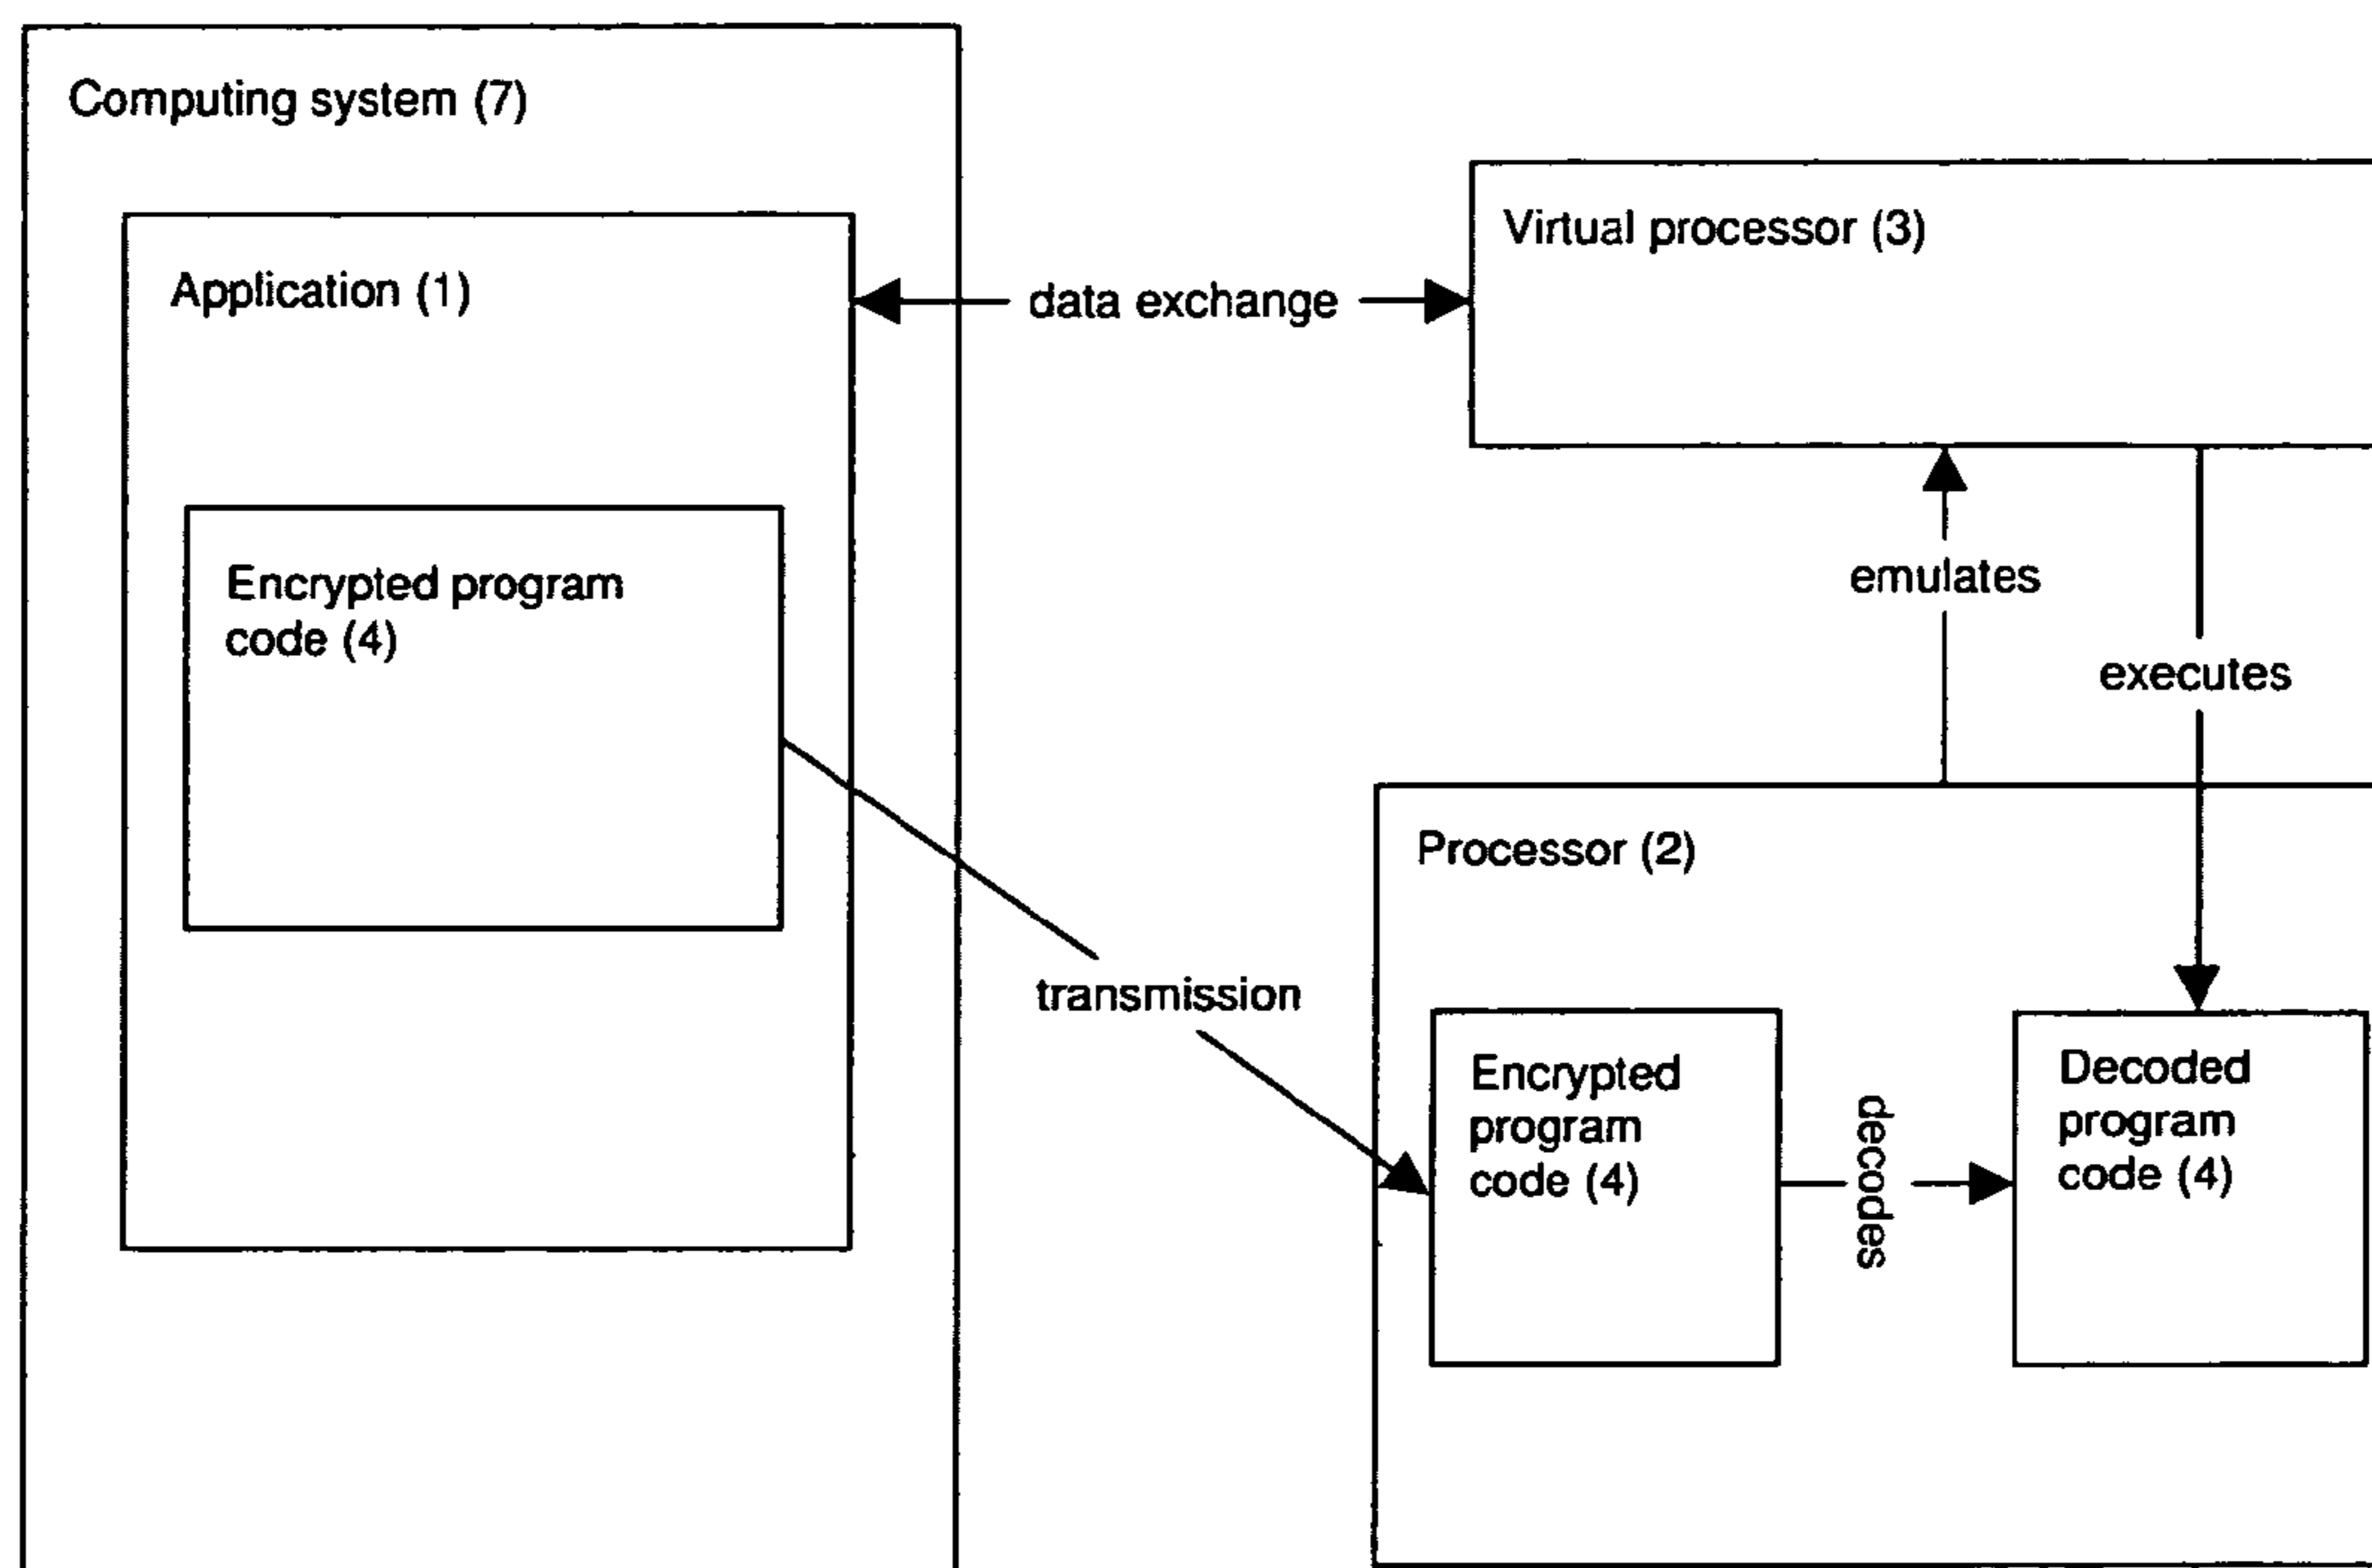 Computing system (7)
Application (1)
Encrypted program
code (4)
data exchange
Virtual processor (3)
emulates
executes
transmission
Processor (2)
Encrypted
program
code (4)
decodes
Decoded
program
code (4)